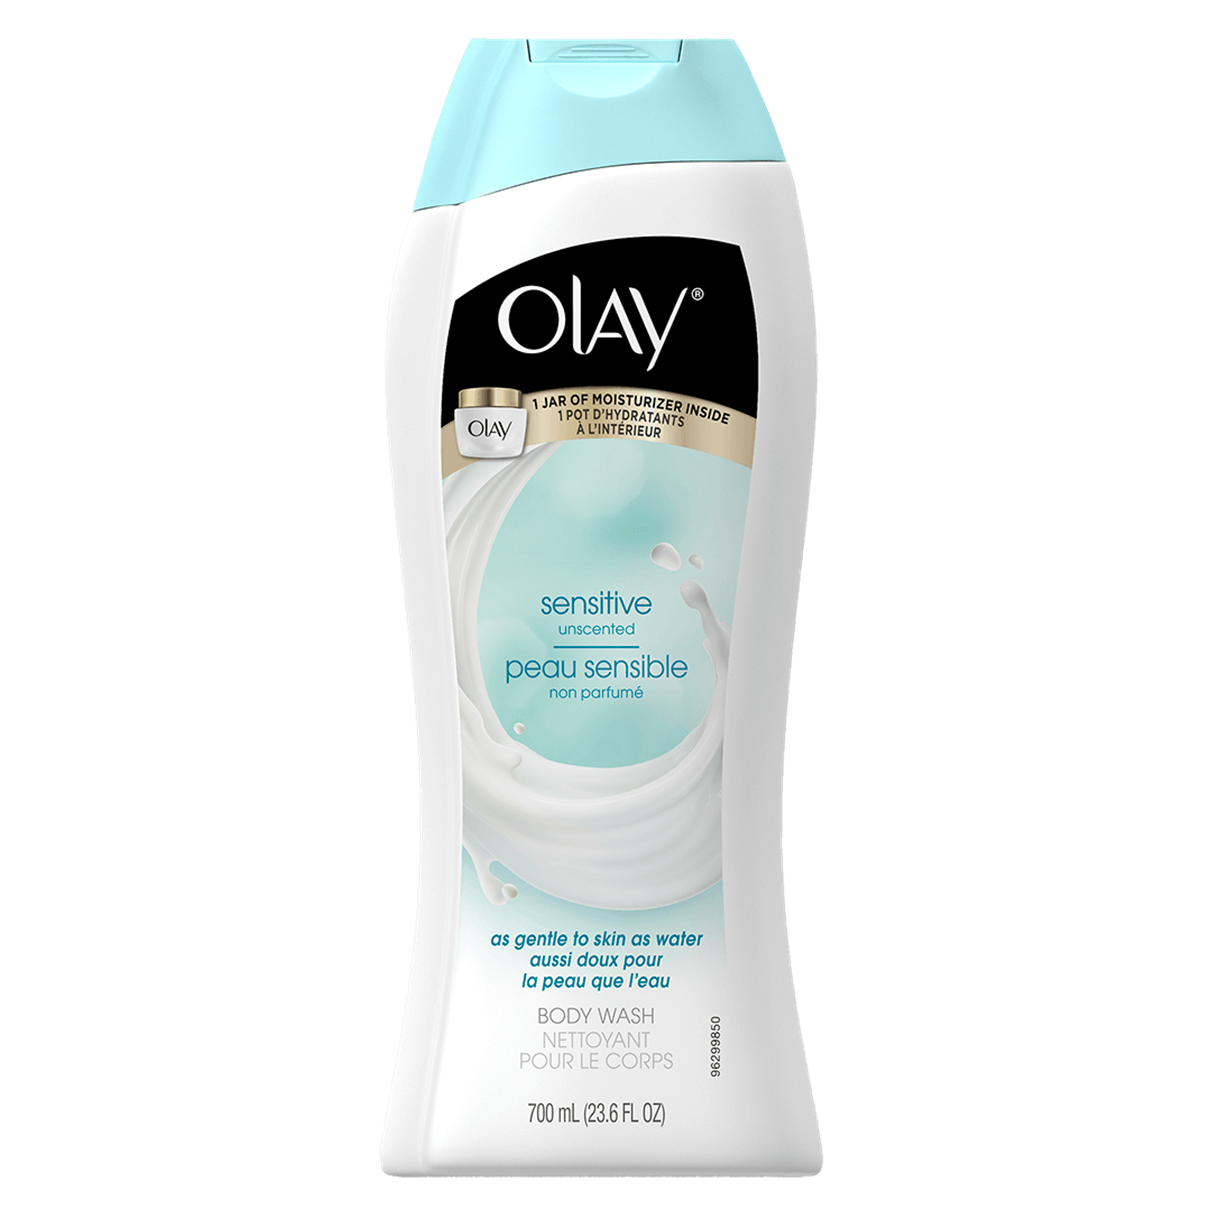 OLAY®
1 JAR OF MOISTURIZER INSIDE
1 POT D'HYDRATANTS
À L'INTÉRIEUR
OLAY
sensitive
unscented
peau sensible
non parfumé
as gentle to skin as water
aussi doux pour
la peau que l'eau
BODY WASH
NETTOYANT
POUR LE CORPS
96299850
700 mL (23.6 FL OZ)